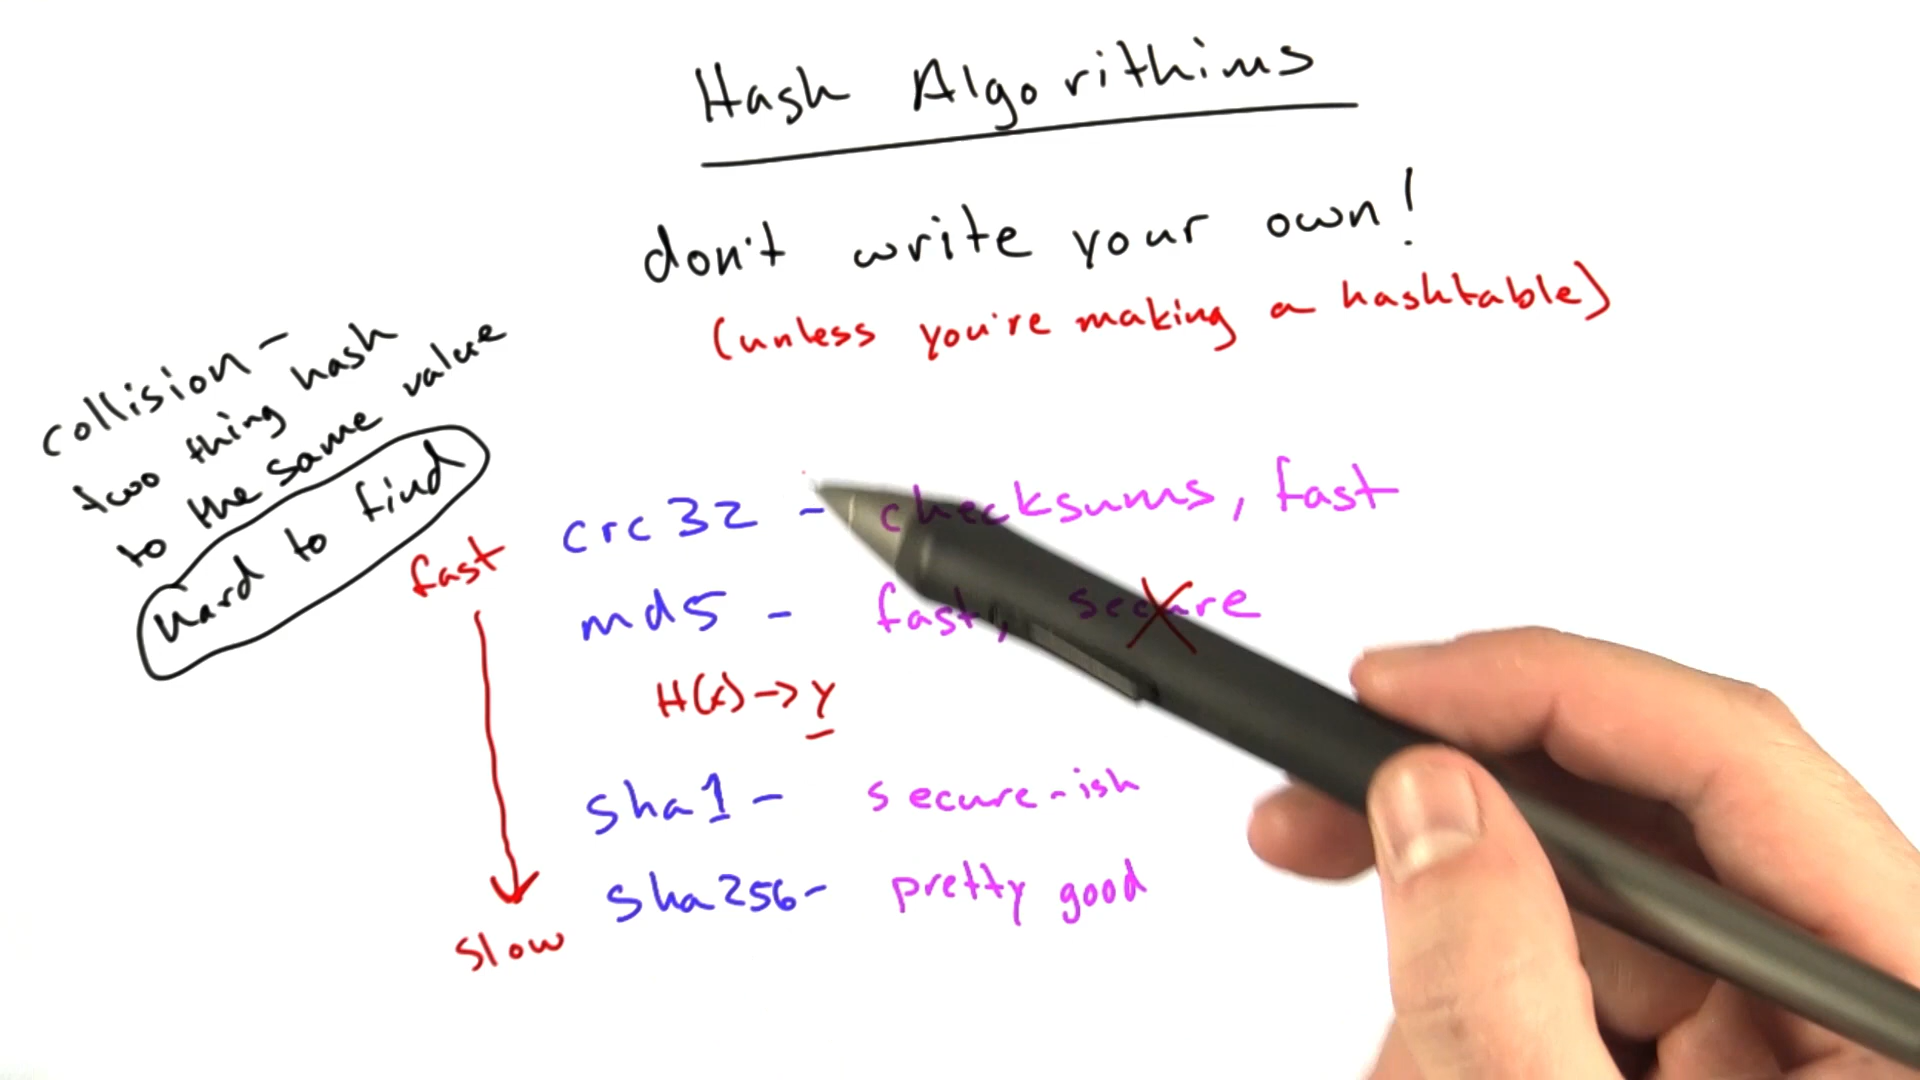 Hash Algorithims
don't write your own!
(unless you're making a hashtable)
collision -
two thing hash
to the same value
hard to find
fast
slow
crc32 - checksums, fast
md5 - fast, secure
H(x) -> y
sha1 - secure-ish
sha256 - pretty good